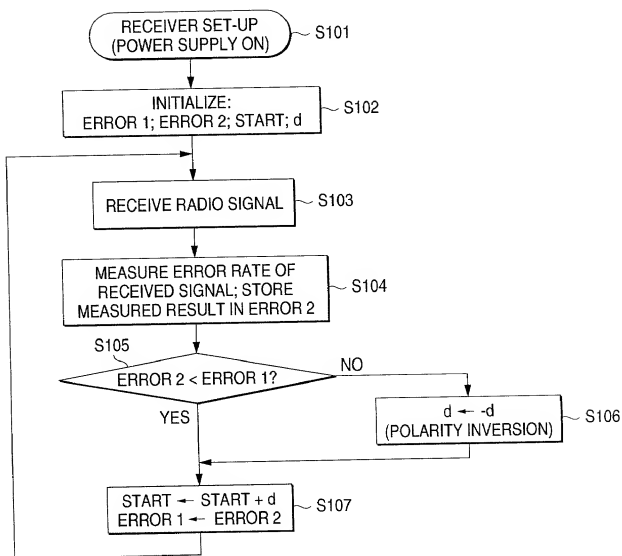 RECEIVER SET-UP
(POWER SUPPLY ON)
S101
INITIALIZE:
ERROR 1; ERROR 2; START; d
S102
RECEIVE RADIO SIGNAL
S103
MEASURE ERROR RATE OF
RECEIVED SIGNAL; STORE
MEASURED RESULT IN ERROR 2
S104
S105
ERROR 2 < ERROR 1?
NO
YES
d ← -d
(POLARITY INVERSION)
S106
START ← START + d
ERROR 1 ← ERROR 2
S107